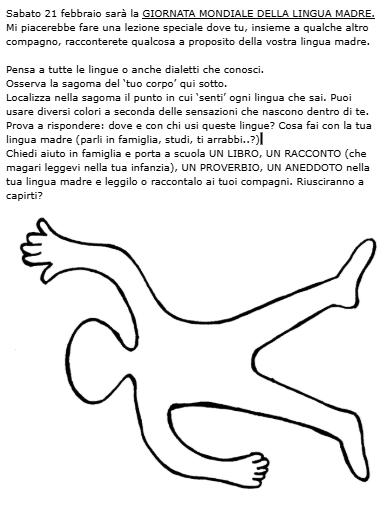 Sabato 21 febbraio sarà la GIORNATA MONDIALE DELLA LINGUA MADRE.
Mi piacerebbe fare una lezione speciale dove tu, insieme a qualche altro
compagno, racconterete qualcosa a proposito della vostra lingua madre.
Pensa a tutte le lingue o anche dialetti che conosci.
Osserva la sagoma del ‘tuo corpo’ qui sotto.
Localizza nella sagoma il punto in cui ‘senti’ ogni lingua che sai. Puoi
usare diversi colori a seconda delle sensazioni che nascono dentro di te.
Prova a rispondere: dove e con chi usi queste lingue? Cosa fai con la tua
lingua madre (parli in famiglia, studi, ti arrabbi..?)
Chiedi aiuto in famiglia e porta a scuola UN LIBRO, UN RACCONTO (che
magari leggevi nella tua infanzia), UN PROVERBIO, UN ANEDDOTO nella
tua lingua madre e leggilo o raccontalo ai tuoi compagni. Riusciranno a
capirti?